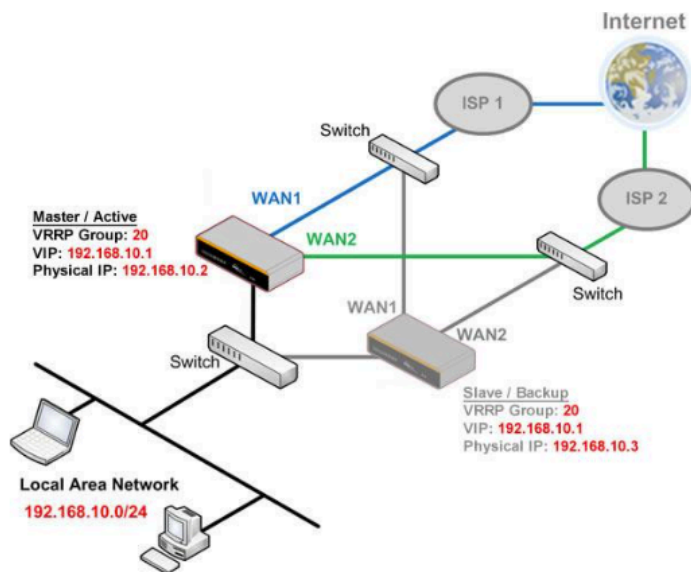 Internet
ISP 1
Switch
WAN1
Master / Active
VRRP Group: 20
VIP: 192.168.10.1
Physical IP: 192.168.10.2
WAN2
ISP 2
Switch
WAN1
WAN2
Switch
Slave / Backup
VRRP Group: 20
VIP: 192.168.10.1
Physical IP: 192.168.10.3
Local Area Network
192.168.10.0/24